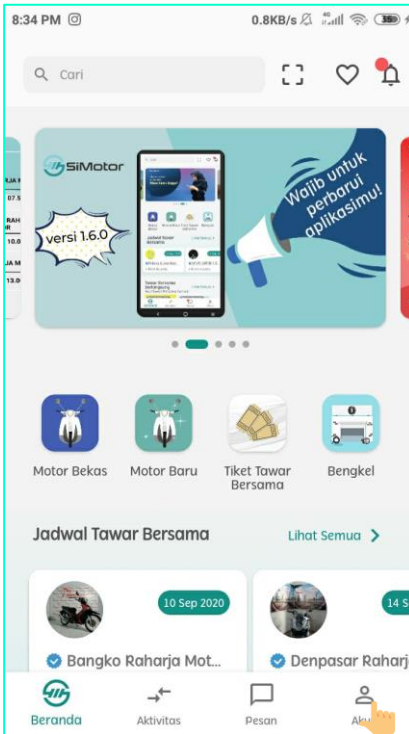 8:34 PM
0.8KB/s
4G
Cari
SiMotor
versi 1.6.0
Wajib untuk
perbarui
aplikasimu!
Motor Bekas
Motor Baru
Tiket Tawar
Bersama
Bengkel
Jadwal Tawar Bersama
Lihat Semua
10 Sep 2020
14 S
Bangko Raharja Mot...
Denpasar Raharj
Beranda
Aktivitas
Pesan